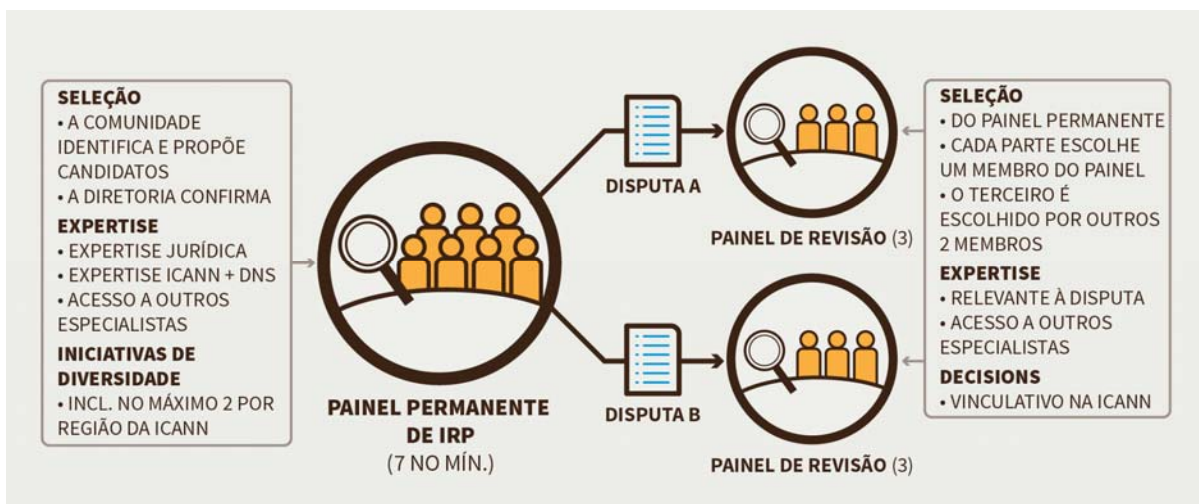 SELEÇÃO
• A COMUNIDADE
IDENTIFICA E PROPÕE
CANDIDATOS
• A DIRETORIA CONFIRMA
EXPERTISE
• EXPERTISE JURÍDICA
• EXPERTISE ICANN + DNS
• ACESSO A OUTROS
ESPECIALISTAS
INICIATIVAS DE
DIVERSIDADE
• INCL. NO MÁXIMO 2 POR
REGIÃO DA ICANN
PAINEL PERMANENTE
DE IRP
(7 NO MÍN.)
DISPUTA A
PAINEL DE REVISÃO (3)
DISPUTA B
PAINEL DE REVISÃO (3)
SELEÇÃO
• DO PAINEL PERMANENTE
• CADA PARTE ESCOLHE
UM MEMBRO DO PAINEL
• O TERCEIRO É
ESCOLHIDO POR OUTROS
2 MEMBROS
EXPERTISE
• RELEVANTE À DISPUTA
• ACESSO A OUTROS
ESPECIALISTAS
DECISIONS
• VINCULATIVO NA ICANN